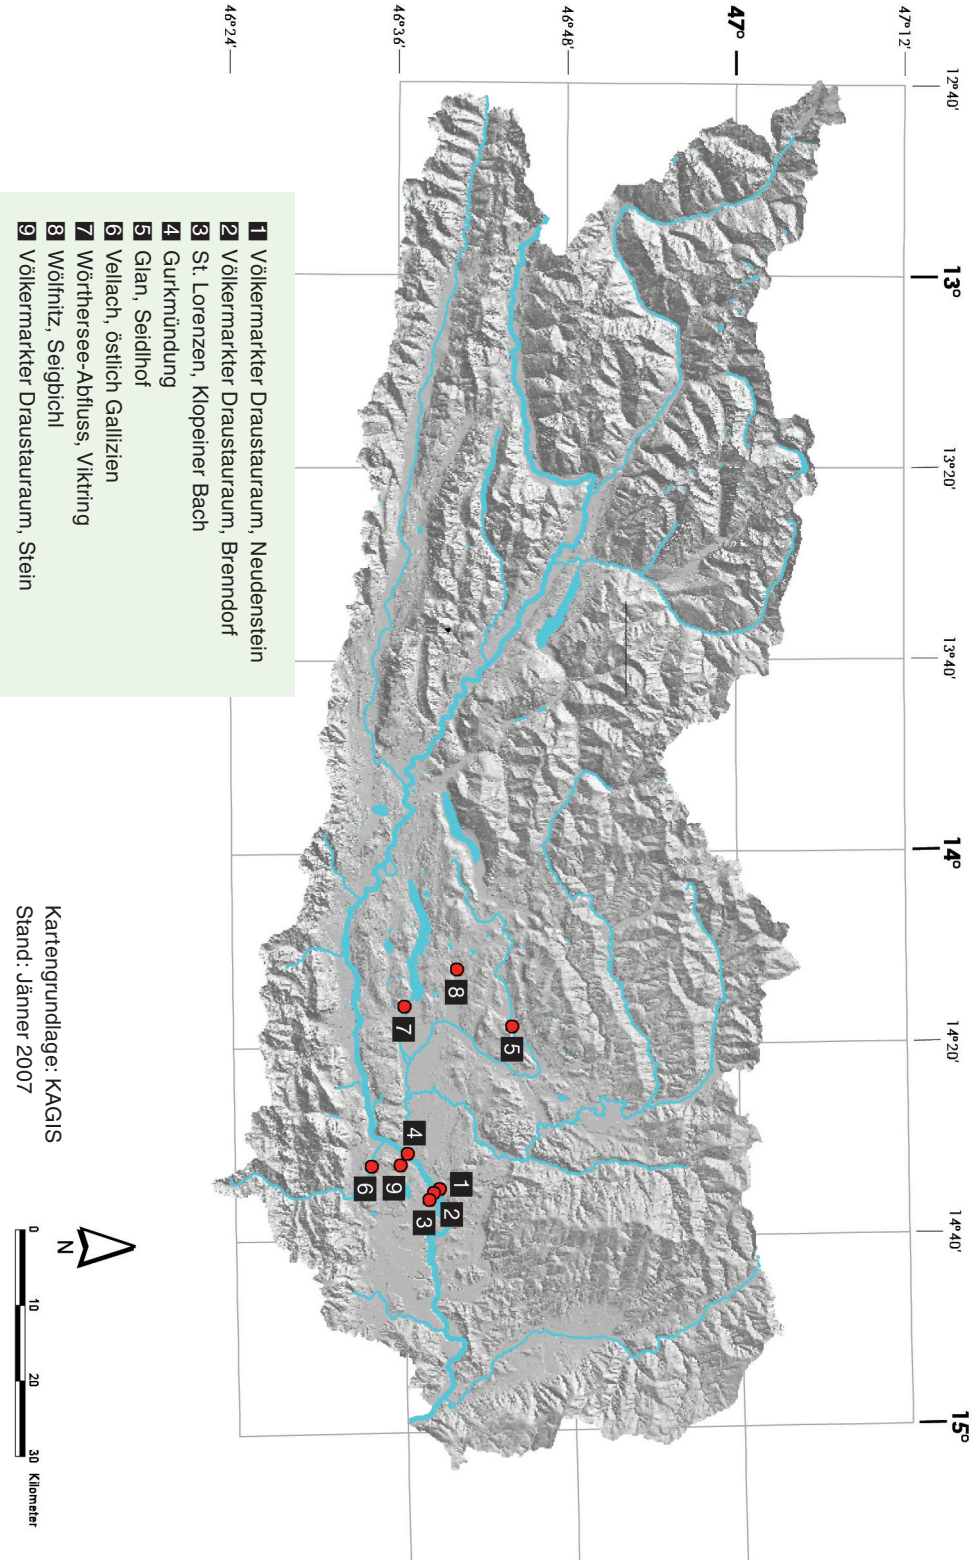 12°40'
13°
13°20'
13°40'
14°
14°20'
14°40'
15°
47°12'
47°
46°48'
46°36'
46°24'
8
5
7
4
1
9
2
6
3
1 Völkermarkter Draustauraum, Neudenstein
2 Völkermarkter Draustauraum, Brenndorf
3 St. Lorenzen, Klopeiner Bach
4 Gurkmündung
5 Glan, Seidlhof
6 Vellach, östlich Gallizien
7 Wörthersee-Abfluss, Viktring
8 Wölfnitz, Seigbichl
9 Völkermarkter Draustauraum, Stein
Kartengrundlage: KAGIS
Stand: Jänner 2007
N
0 10 20 30 Kilometer